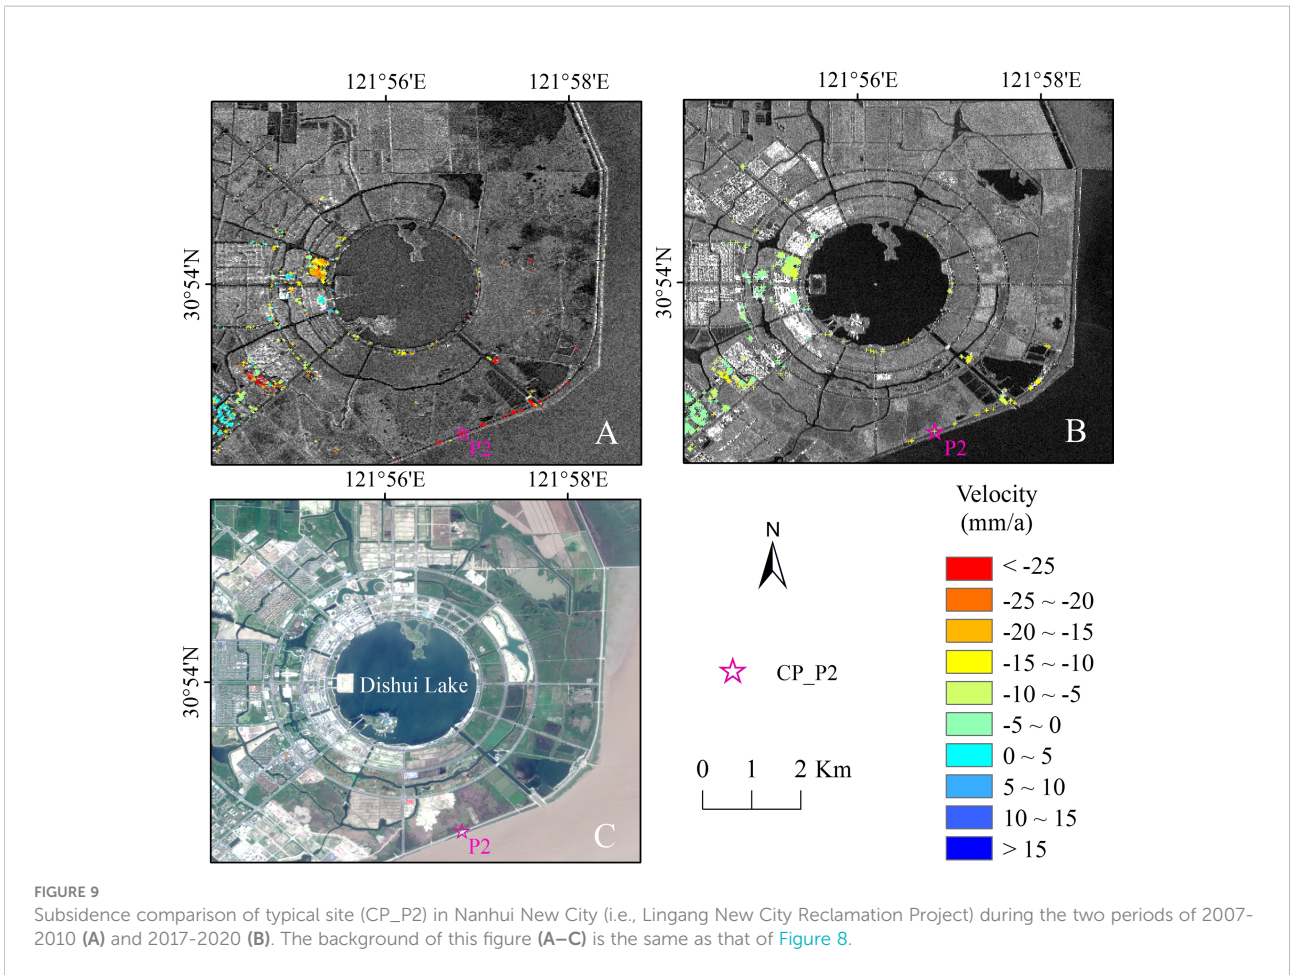 121°56'E
121°58'E
121°56'E
121°58'E
30°54'N
30°54'N
A
P2
B
P2
121°56'E
121°58'E
30°54'N
Dishui Lake
C
P2
N
CP_P2
0 1 2 Km
Velocity
(mm/a)
< -25
-25 ~ -20
-20 ~ -15
-15 ~ -10
-10 ~ -5
-5 ~ 0
0 ~ 5
5 ~ 10
10 ~ 15
> 15
FIGURE 9
Subsidence comparison of typical site (CP_P2) in Nanhui New City (i.e., Lingang New City Reclamation Project) during the two periods of 2007-
2010 (A) and 2017-2020 (B). The background of this figure (A–C) is the same as that of Figure 8.